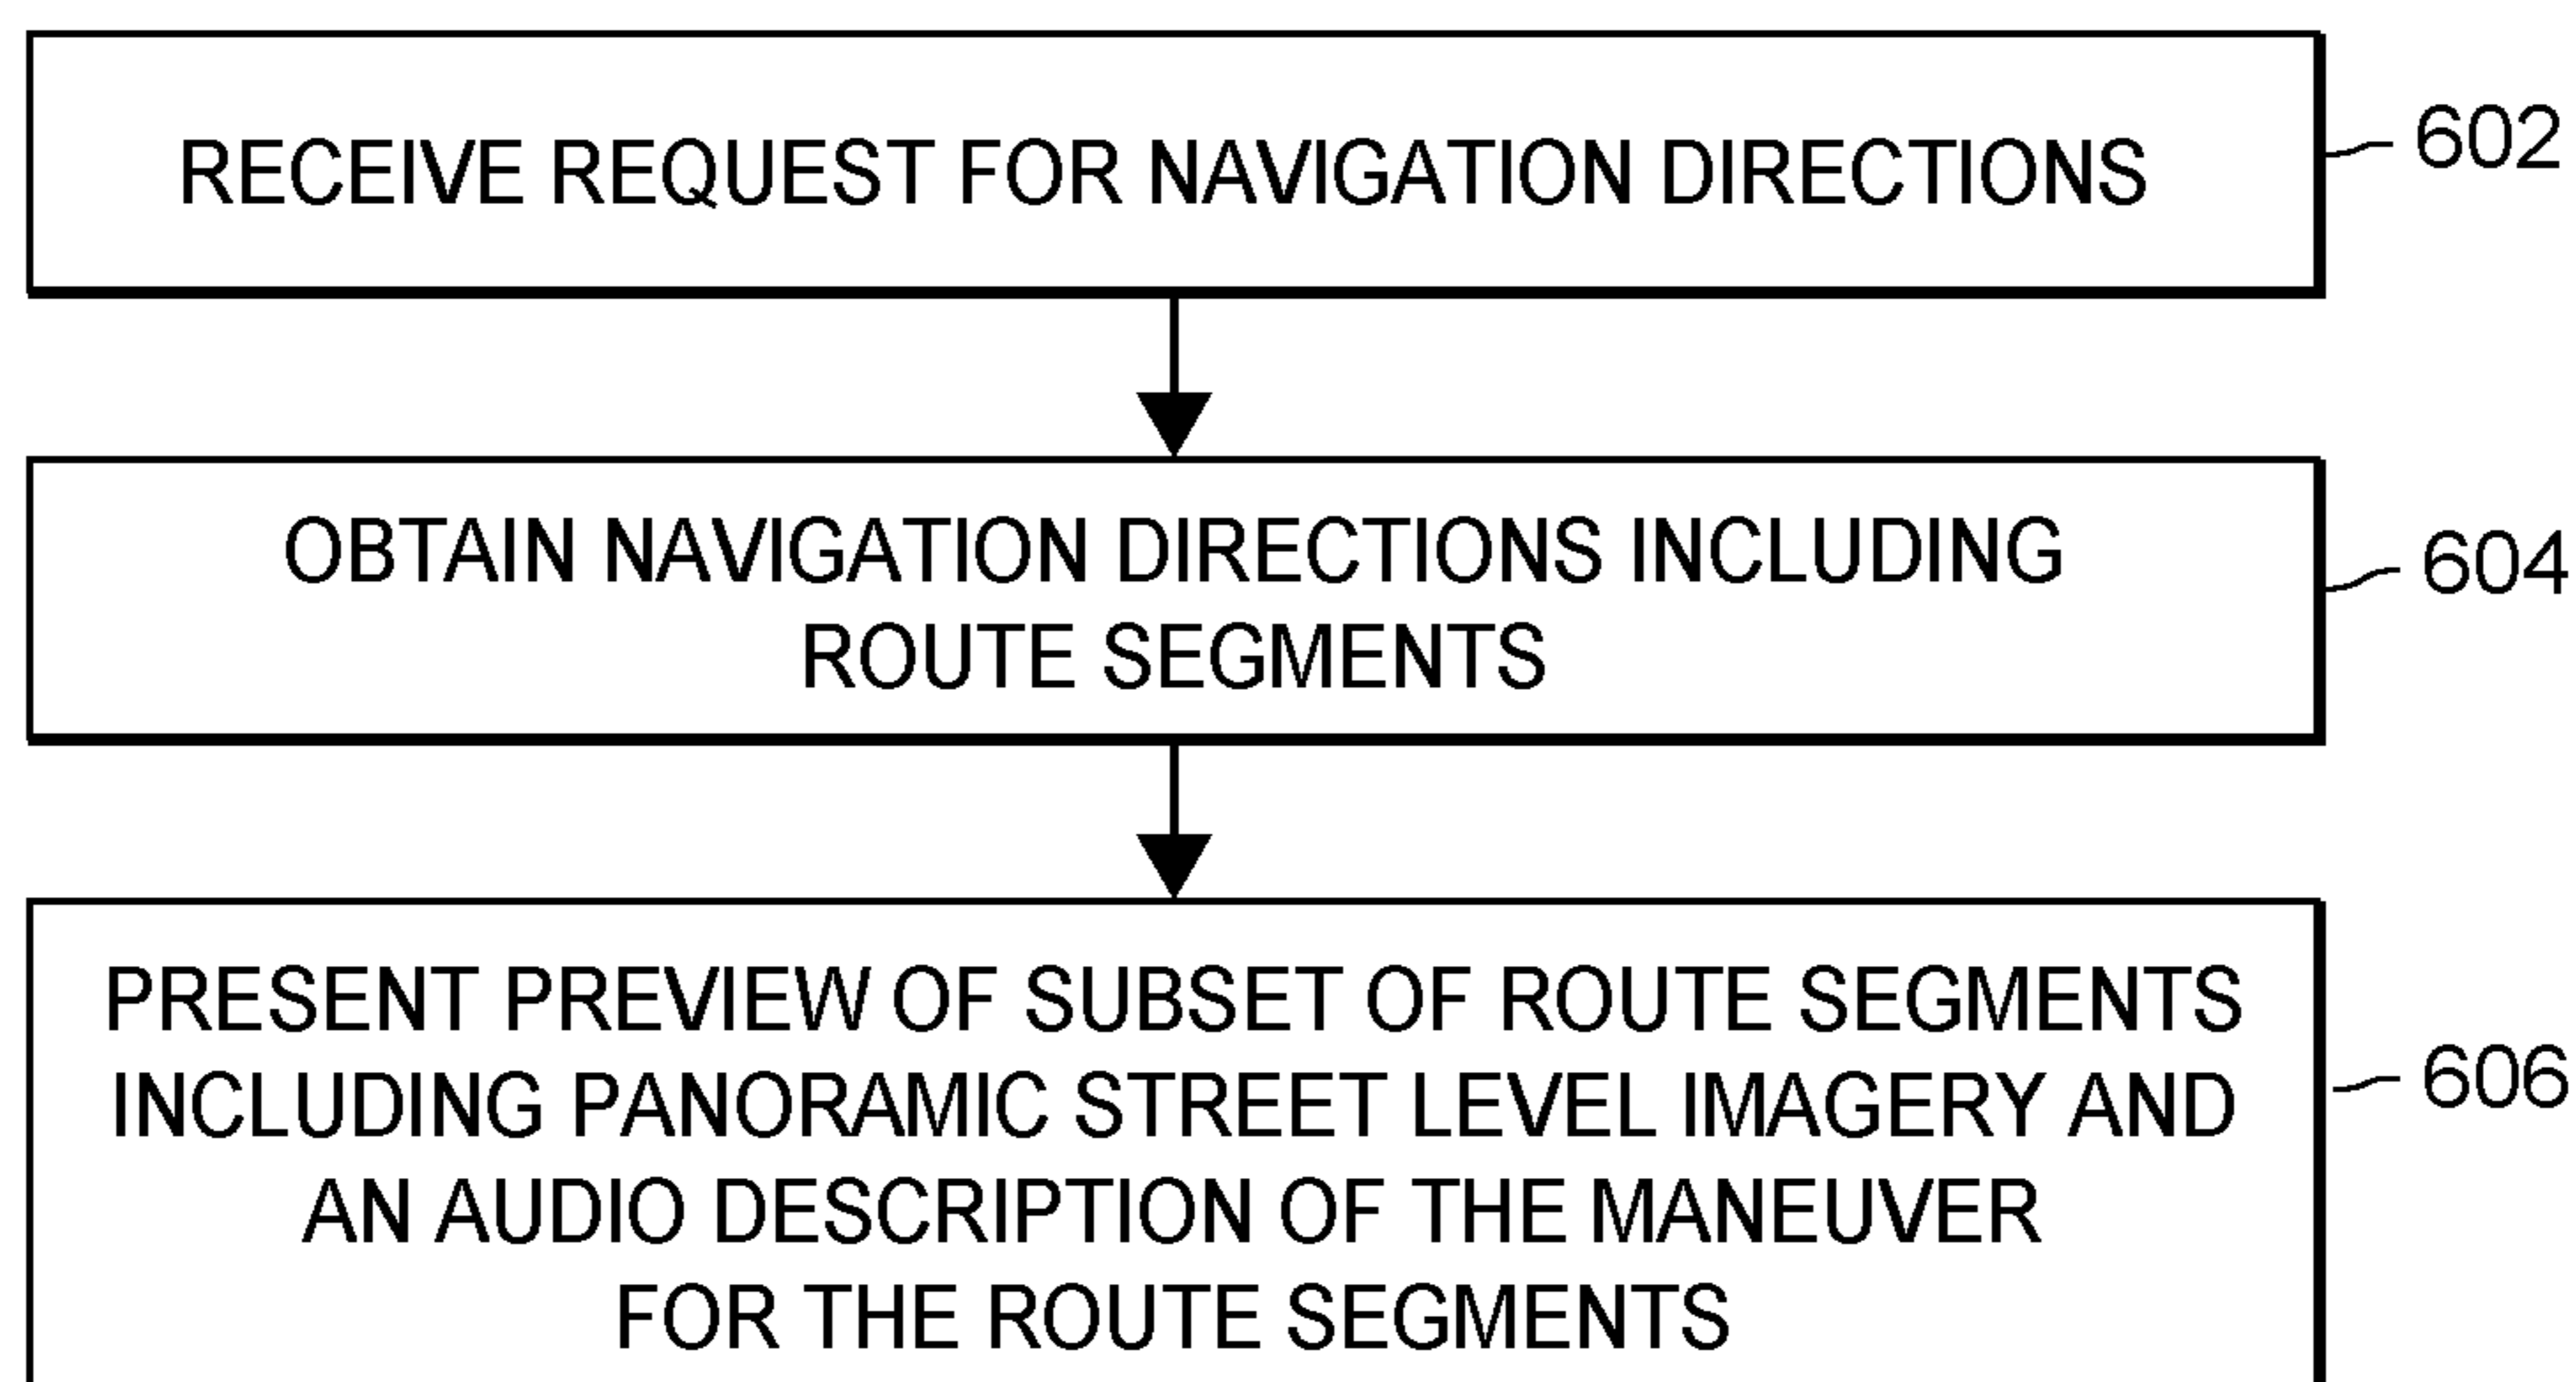 RECEIVE REQUEST FOR NAVIGATION DIRECTIONS
602
OBTAIN NAVIGATION DIRECTIONS INCLUDING
ROUTE SEGMENTS
604
PRESENT PREVIEW OF SUBSET OF ROUTE SEGMENTS
INCLUDING PANORAMIC STREET LEVEL IMAGERY AND
AN AUDIO DESCRIPTION OF THE MANEUVER
FOR THE ROUTE SEGMENTS
606